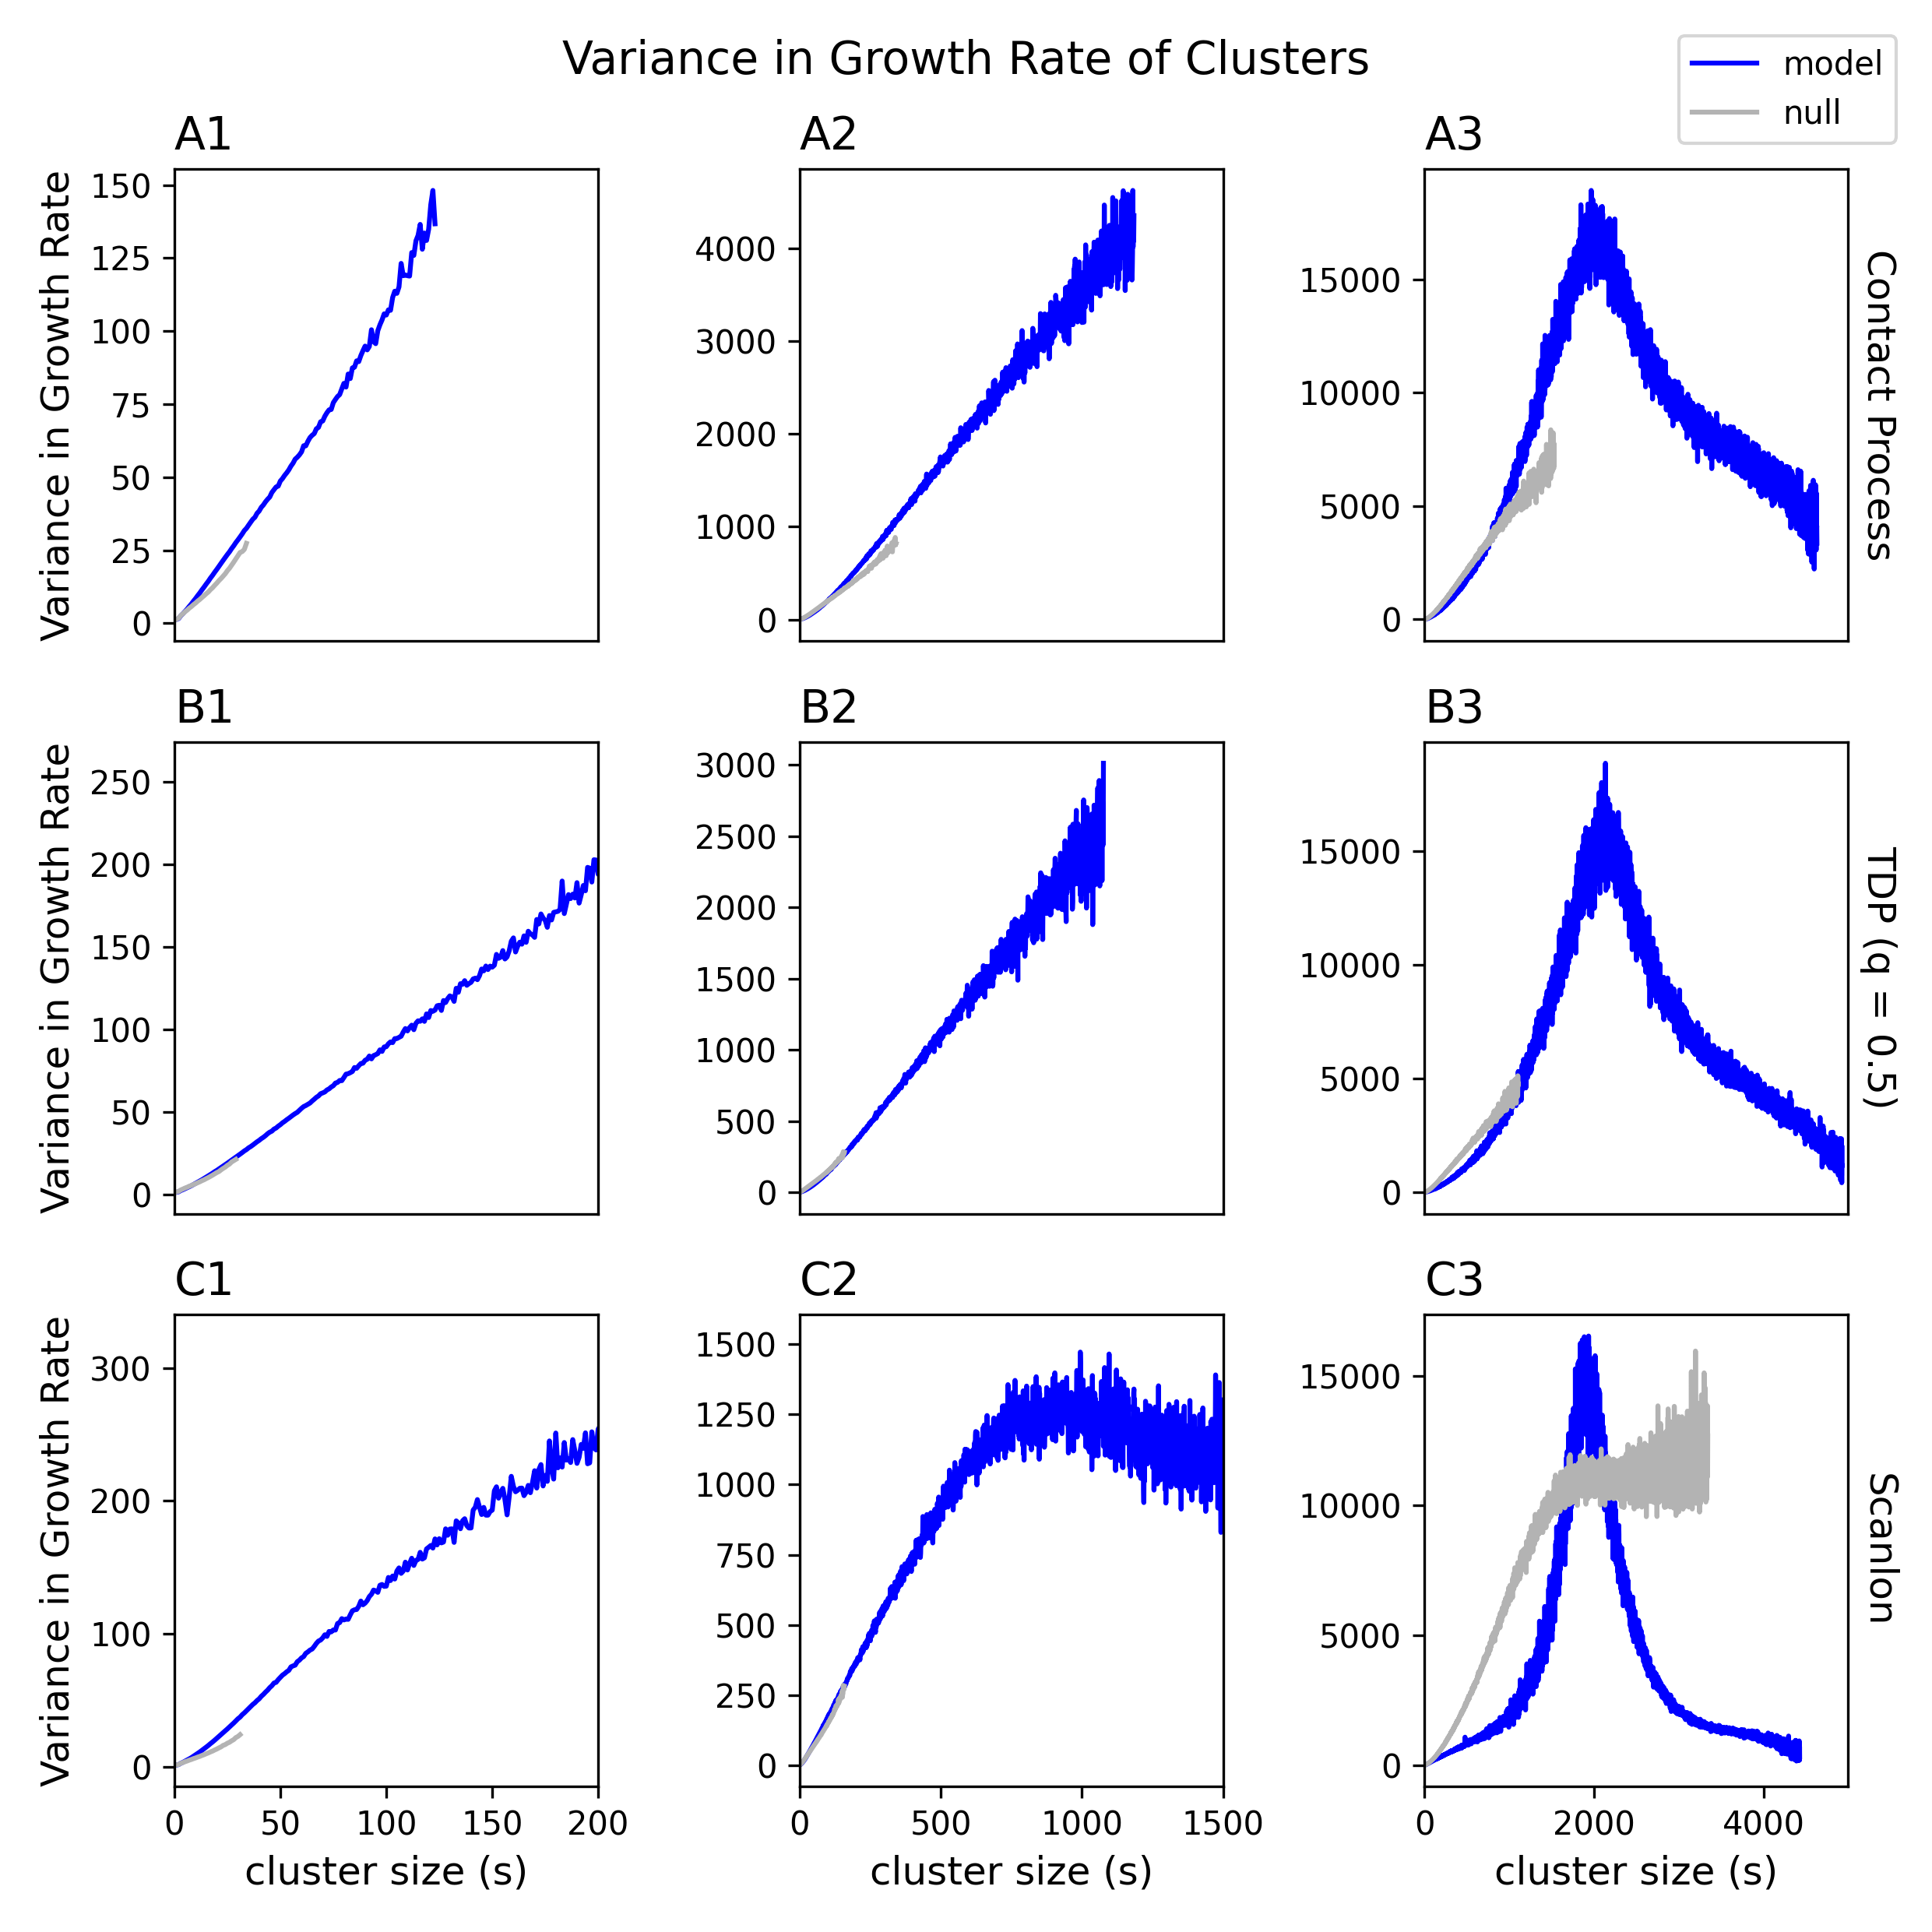 Variance in Growth Rate of Clusters
model
null
A1
A2
A3
Variance in Growth Rate
150
125
100
75
50
25
0
4000
3000
2000
1000
0
15000
10000
5000
0
Contact Process
B1
B2
B3
Variance in Growth Rate
250
200
150
100
50
0
3000
2500
2000
1500
1000
500
0
15000
10000
5000
0
TDP (q = 0.5)
C1
C2
C3
Variance in Growth Rate
300
200
100
0
1500
1250
1000
750
500
250
0
15000
10000
5000
0
Scanlon
0 50 100 150 200
0 500 1000 1500
0 2000 4000
cluster size (s)
cluster size (s)
cluster size (s)